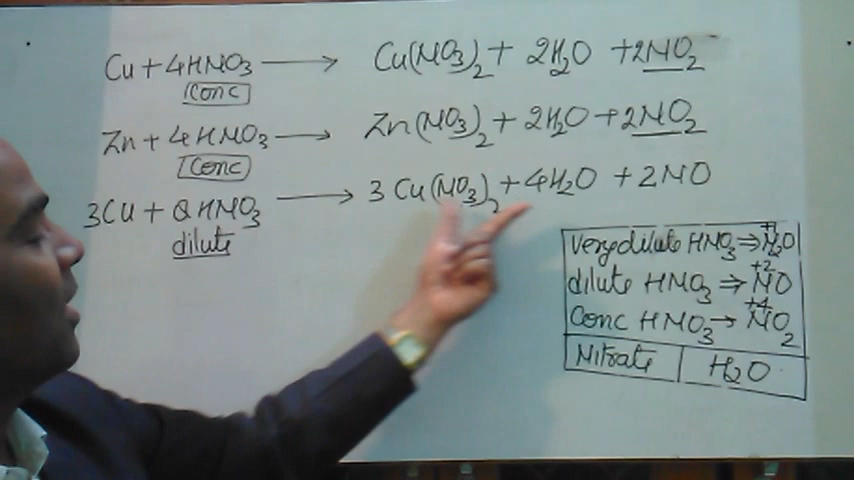 Cu + 4HNO3 → Cu(NO3)2 + 2H2O + 2NO2
Conc
Zn + 4HNO3 → Zn(NO3)2 + 2H2O + 2NO2
Conc
3Cu + 8HNO3 → 3Cu(NO3)2 + 4H2O + 2NO
dilute
Very dilute HNO3 ⇒ +1 N2O
dilute HNO3 ⇒ +2 NO
Conc HNO3 → +4 NO2
Nitrate | H2O